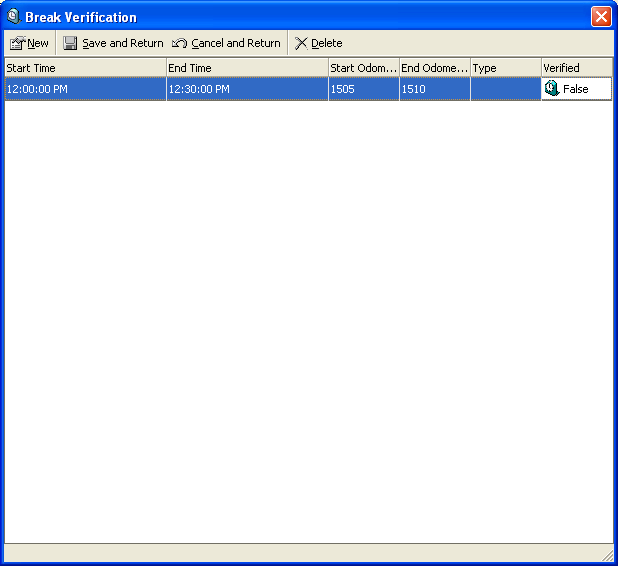 Break Verification
New Save and Return Cancel and Return Delete
Start Time End Time Start Odom... End Odome... Type Verified
12:00:00 PM 12:30:00 PM 1505 1510 False